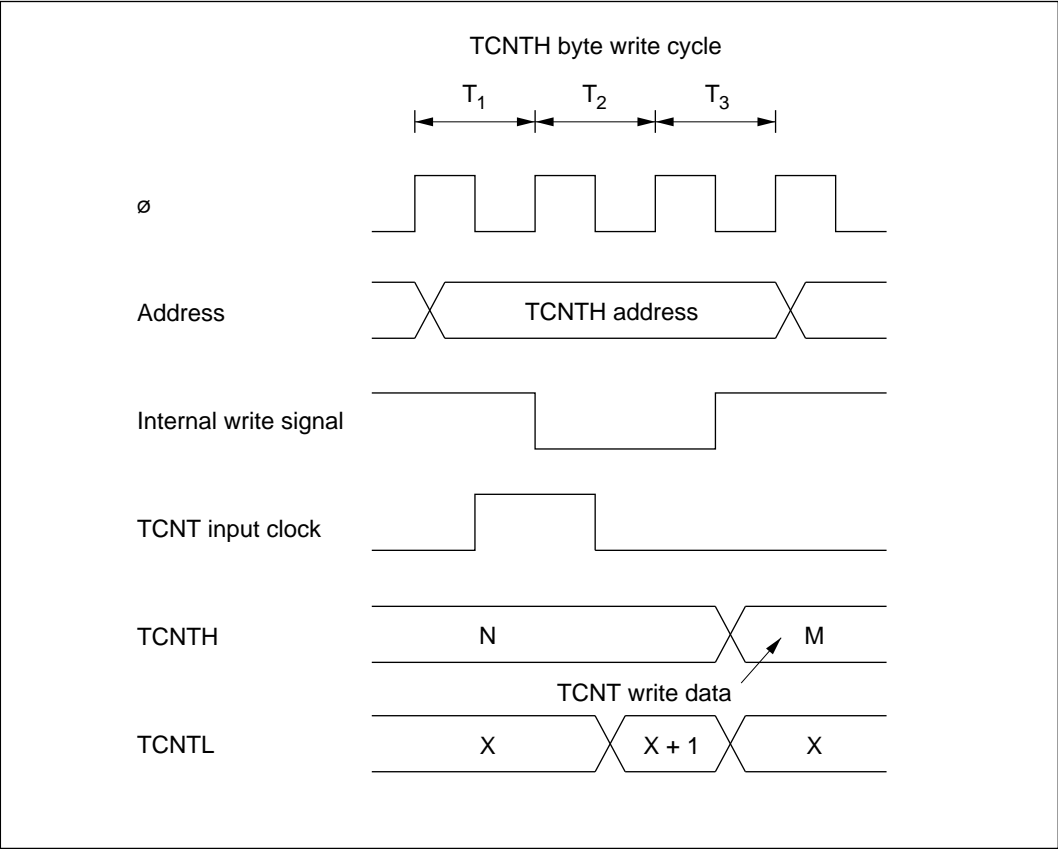 TCNTH byte write cycle
T1 T2 T3
ø
Address TCNTH address
Internal write signal
TCNT input clock
TCNTH N M
TCNT write data
TCNTL X X + 1 X